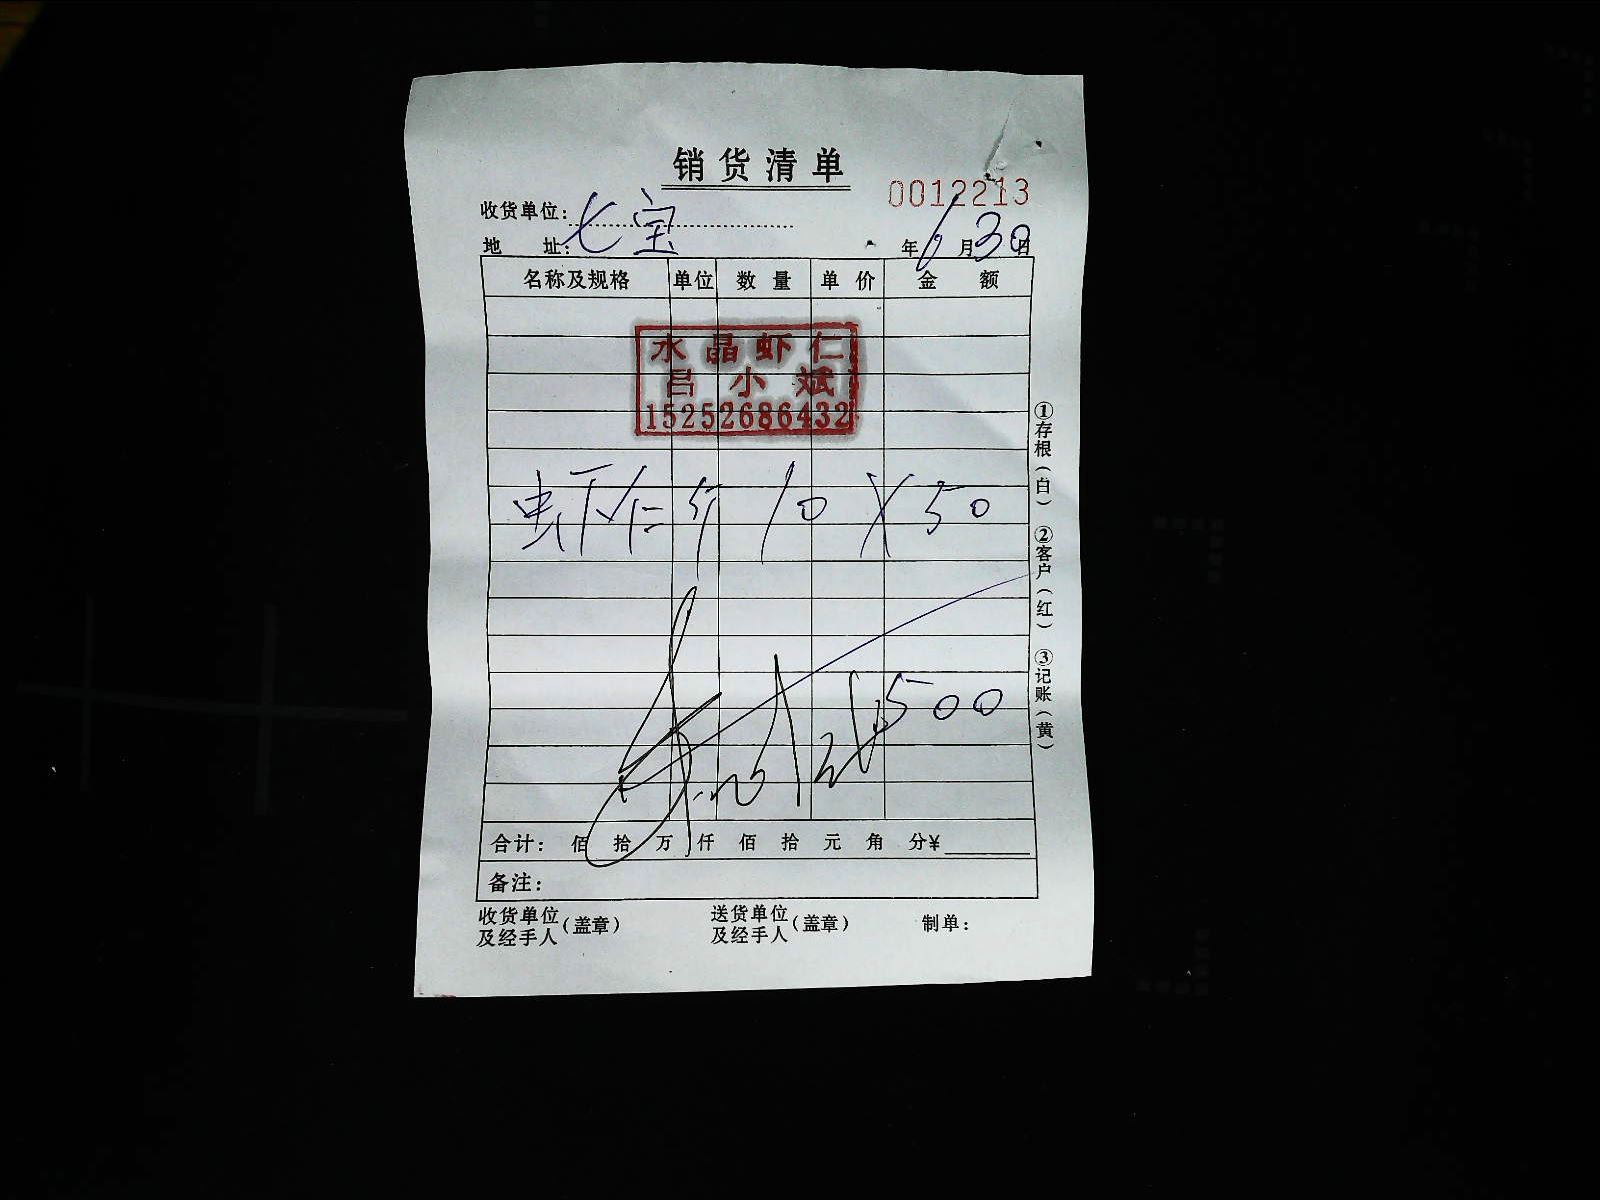 销货清单
0012213
收货单位：七宝
地 址： 年 6 月 30 日
名称及规格 单位 数量 单价 金额
水晶虾仁
吕小斌
15252686432
虾仁 斤 10 X 50
500
合计： 佰 拾 万 仟 佰 拾 元 角 分¥
备注：
收货单位及经手人（盖章） 送货单位及经手人（盖章） 制单：
①存根（白） ②客户（红） ③记账（黄）